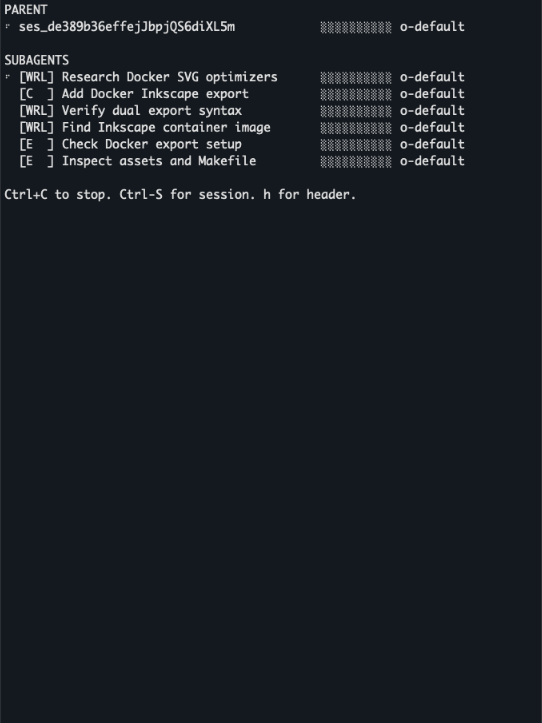 PARENT
⠋ ses_de389b36effejJbpjQS6diXL5m ░░░░░░░░░░ o-default
SUBAGENTS
⠋ [WRL] Research Docker SVG optimizers ░░░░░░░░░░ o-default
[C  ] Add Docker Inkscape export ░░░░░░░░░░ o-default
[WRL] Verify dual export syntax ░░░░░░░░░░ o-default
[WRL] Find Inkscape container image ░░░░░░░░░░ o-default
[E  ] Check Docker export setup ░░░░░░░░░░ o-default
[E  ] Inspect assets and Makefile ░░░░░░░░░░ o-default
Ctrl+C to stop. Ctrl-S for session. h for header.